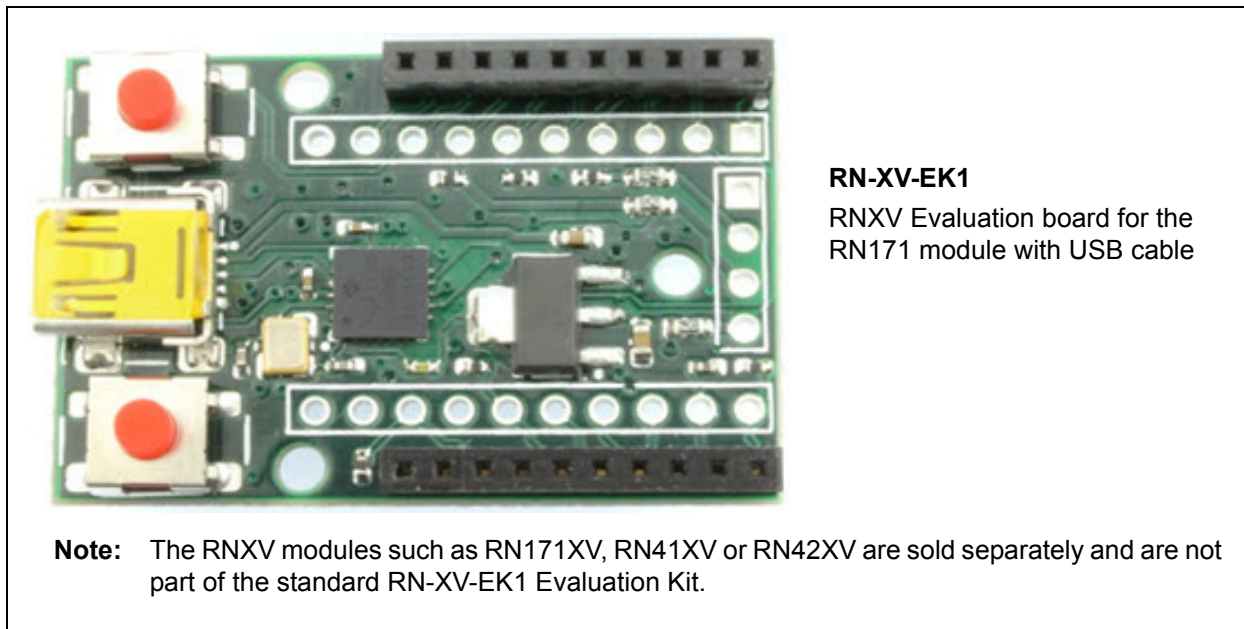 RN-XV-EK1
RNXV Evaluation board for the
RN171 module with USB cable
Note: The RNXV modules such as RN171XV, RN41XV or RN42XV are sold separately and are not
part of the standard RN-XV-EK1 Evaluation Kit.